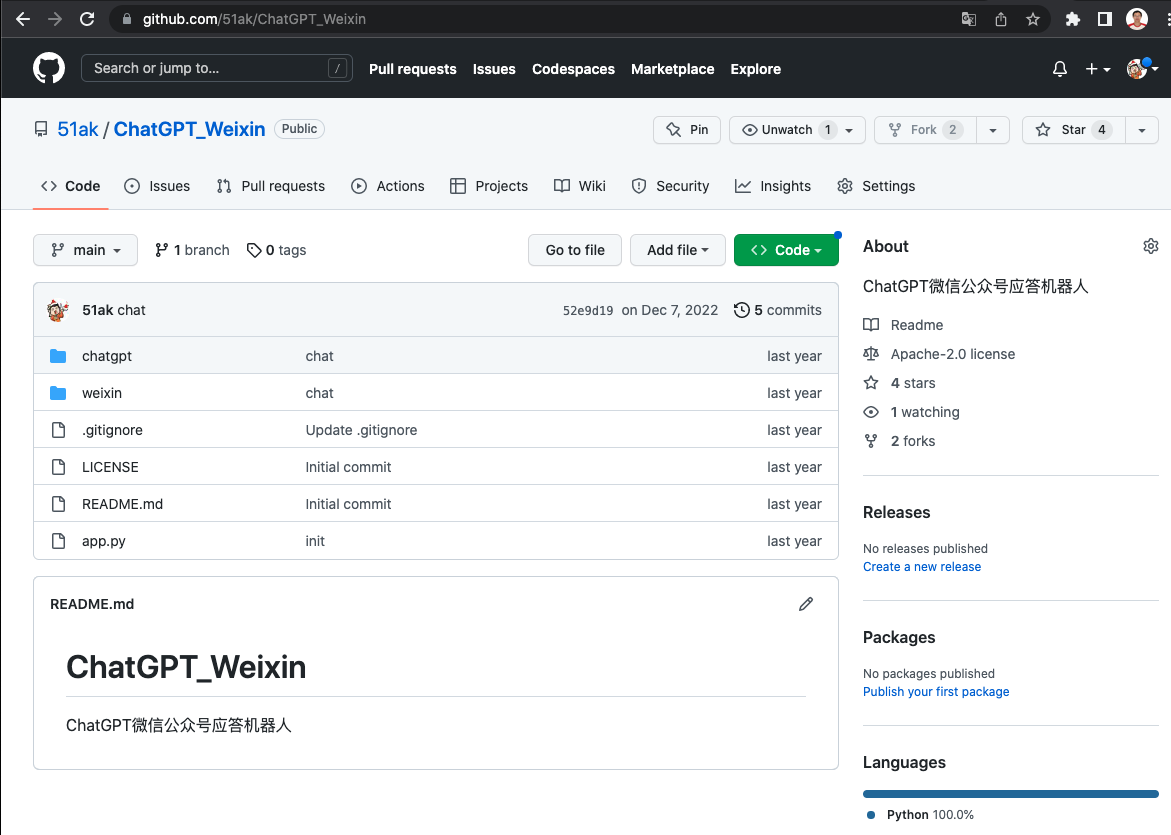 github.com/51ak/ChatGPT_Weixin
Search or jump to... / Pull requests Issues Codespaces Marketplace Explore
51ak / ChatGPT_Weixin Public Pin Unwatch 1 Fork 2 Star 4
Code Issues Pull requests Actions Projects Wiki Security Insights Settings
main 1 branch 0 tags Go to file Add file Code
51ak chat 52e9d19 on Dec 7, 2022 5 commits
chatgpt chat last year
weixin chat last year
.gitignore Update .gitignore last year
LICENSE Initial commit last year
README.md Initial commit last year
app.py init last year
README.md
ChatGPT_Weixin
ChatGPT微信公众号应答机器人
About
ChatGPT微信公众号应答机器人
Readme
Apache-2.0 license
4 stars
1 watching
2 forks
Releases
No releases published
Create a new release
Packages
No packages published
Publish your first package
Languages
Python 100.0%